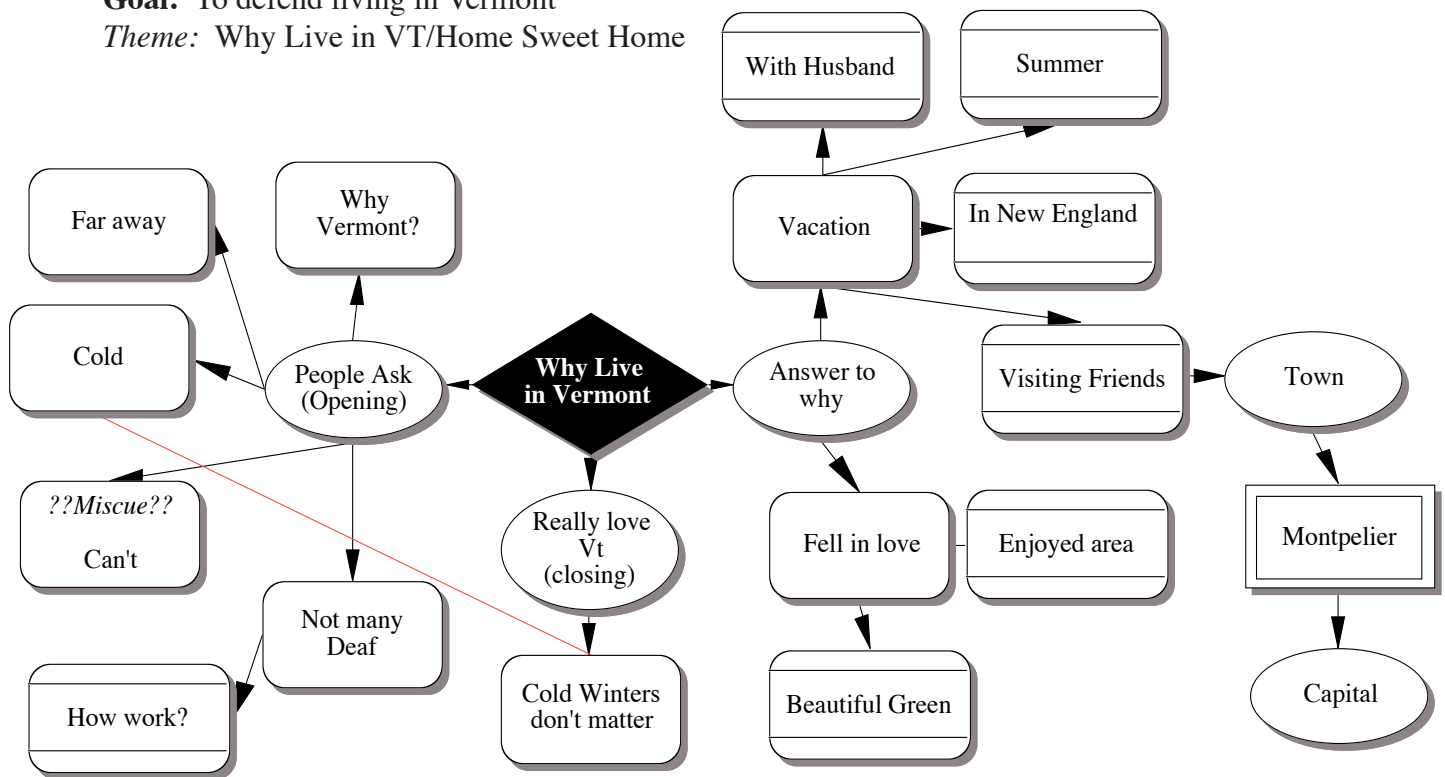 Goal: To defend living in Vermont
Theme: Why Live in VT/Home Sweet Home
With Husband
Summer
Far away
Why
Vermont?
Vacation
In New England
Cold
People Ask
(Opening)
Why Live
in Vermont
Answer to
why
Visiting Friends
Town
??Miscue??
Can't
Really love
Vt
(closing)
Fell in love
Enjoyed area
Montpelier
Not many
Deaf
How work?
Cold Winters
don't matter
Beautiful Green
Capital